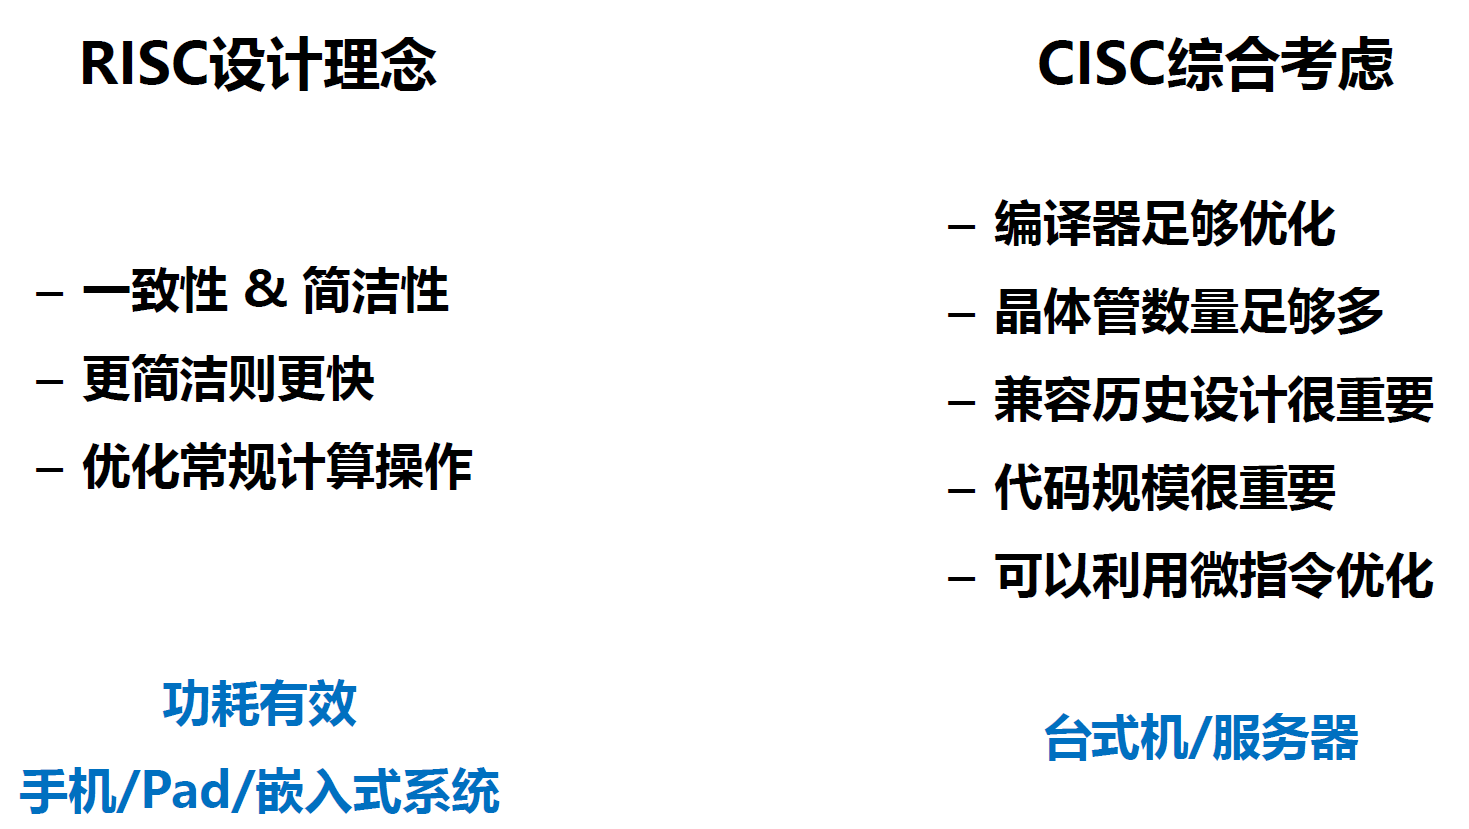 RISC设计理念
– 一致性 & 简洁性
– 更简洁则更快
– 优化常规计算操作
功耗有效
手机/Pad/嵌入式系统
CISC综合考虑
– 编译器足够优化
– 晶体管数量足够多
– 兼容历史设计很重要
– 代码规模很重要
– 可以利用微指令优化
台式机/服务器